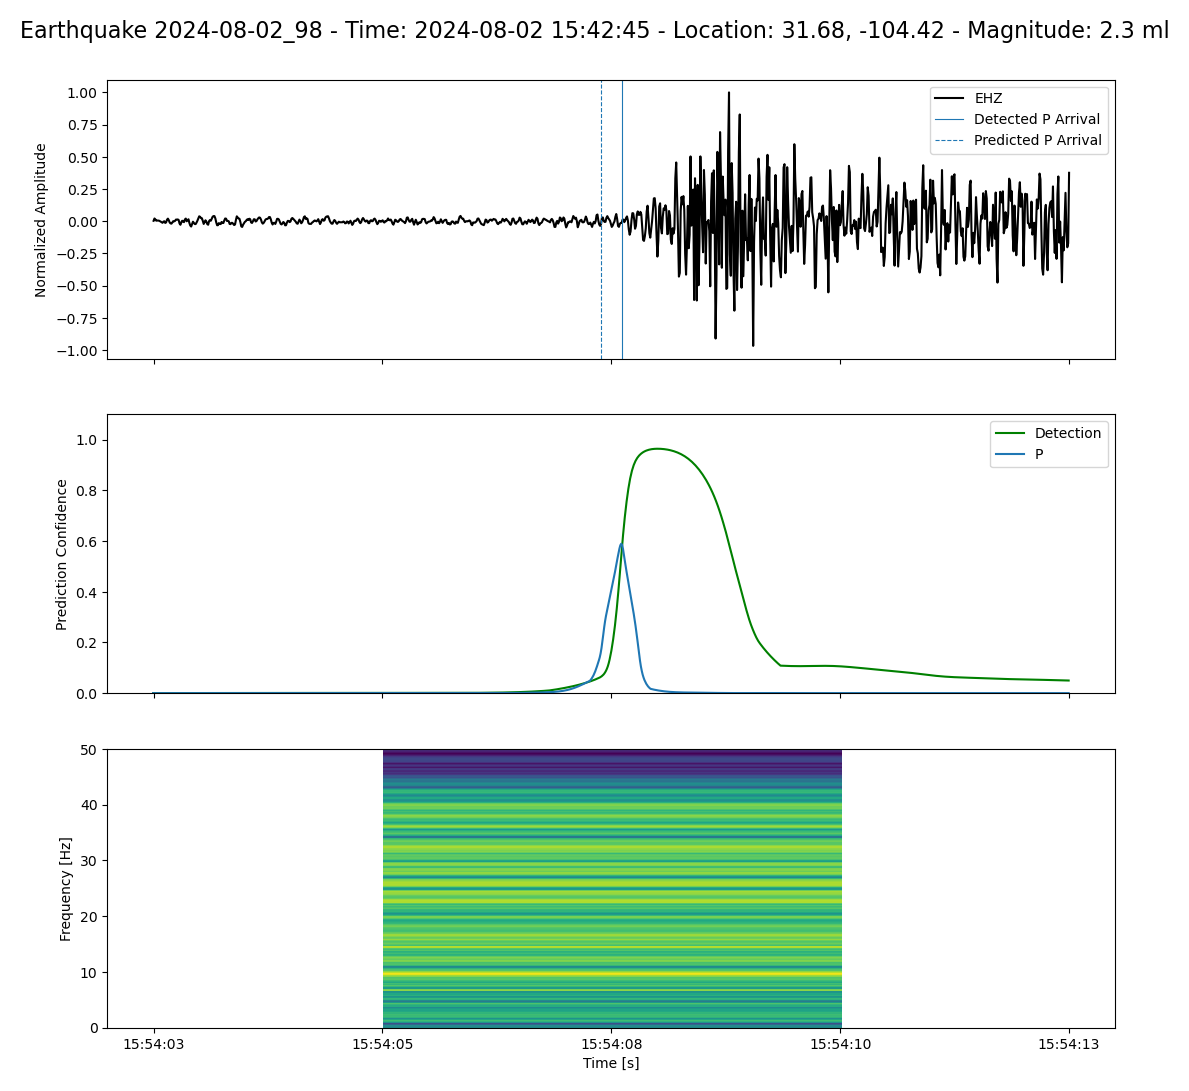 Earthquake 2024-08-02_98 - Time: 2024-08-02 15:42:45 - Location: 31.68, -104.42 - Magnitude: 2.3 ml
Normalized Amplitude
1.00
0.75
0.50
0.25
0.00
−0.25
−0.50
−0.75
−1.00
EHZ
Detected P Arrival
Predicted P Arrival
Prediction Confidence
1.0
0.8
0.6
0.4
0.2
0.0
Detection
P
Frequency [Hz]
50
40
30
20
10
0
15:54:03 15:54:05 15:54:08 15:54:10 15:54:13
Time [s]